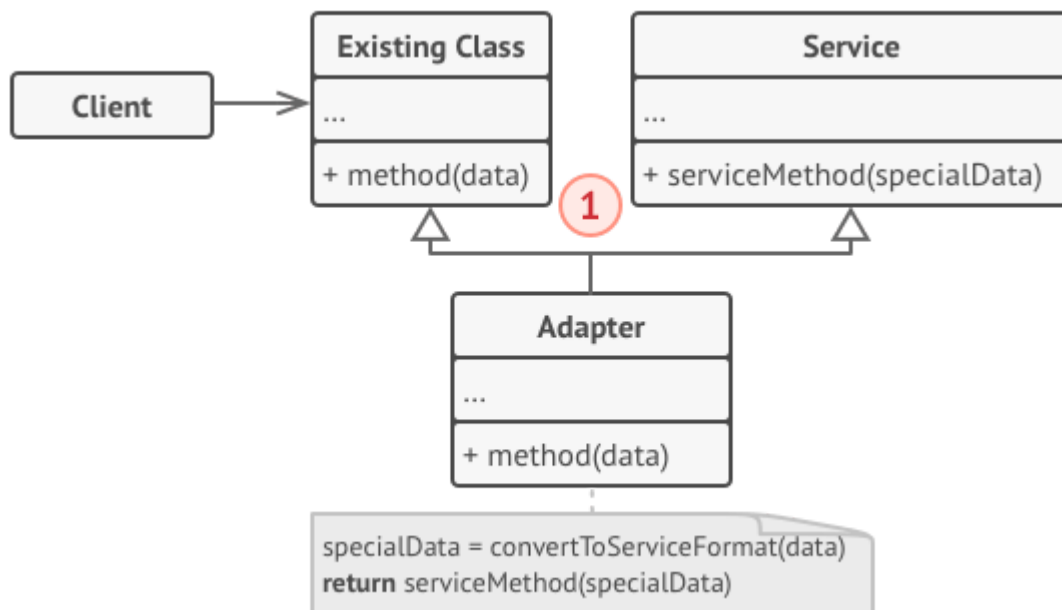 Client
Existing Class
...
+ method(data)
Service
...
+ serviceMethod(specialData)
1
Adapter
...
+ method(data)
specialData = convertToServiceFormat(data)
return serviceMethod(specialData)